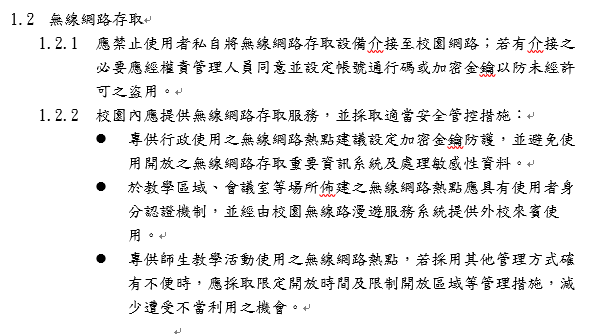 1.2 無線網路存取
1.2.1 應禁止使用者私自將無線網路存取設備介接至校園網路；若有介接之
必要應經權責管理人員同意並設定帳號通行碼或加密金鑰以防未經許
可之盜用。
1.2.2 校園內應提供無線網路存取服務，並採取適當安全管控措施：
● 專供行政使用之無線網路熱點建議設定加密金鑰防護，並避免使
用開放之無線網路存取重要資訊系統及處理敏感性資料。
● 於教學區域、會議室等場所佈建之無線網路熱點應具有使用者身
分認證機制，並經由校園無線路漫遊服務系統提供外校來賓使
用。
● 專供師生教學活動使用之無線網路熱點，若採用其他管理方式確
有不便時，應採取限定開放時間及限制開放區域等管理措施，減
少遭受不當利用之機會。